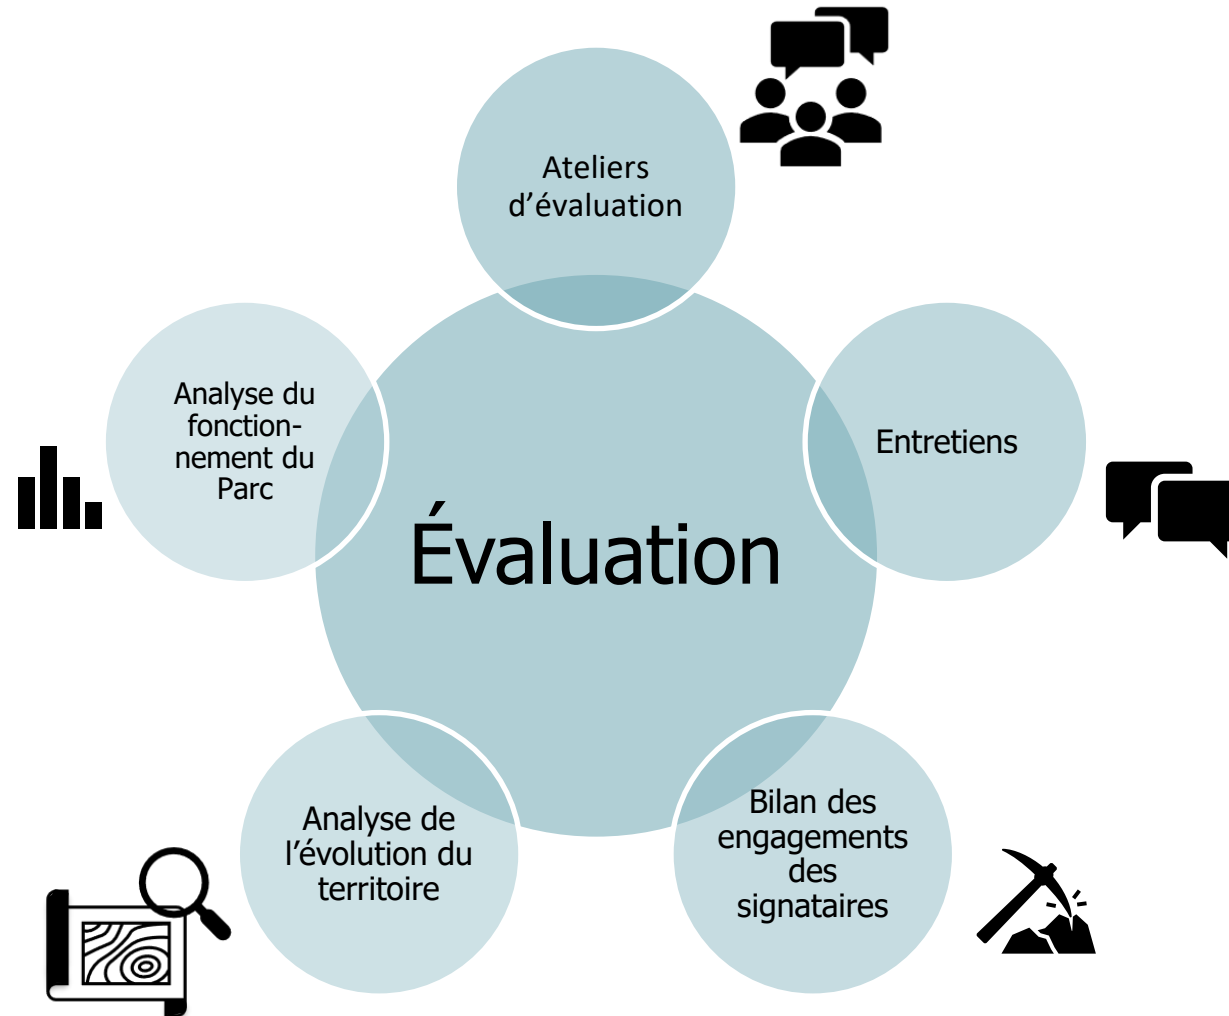 Ateliers
d’évaluation
Analyse du
fonction-
nement du
Parc
Entretiens
Évaluation
Analyse de
l’évolution du
territoire
Bilan des
engagements
des
signataires